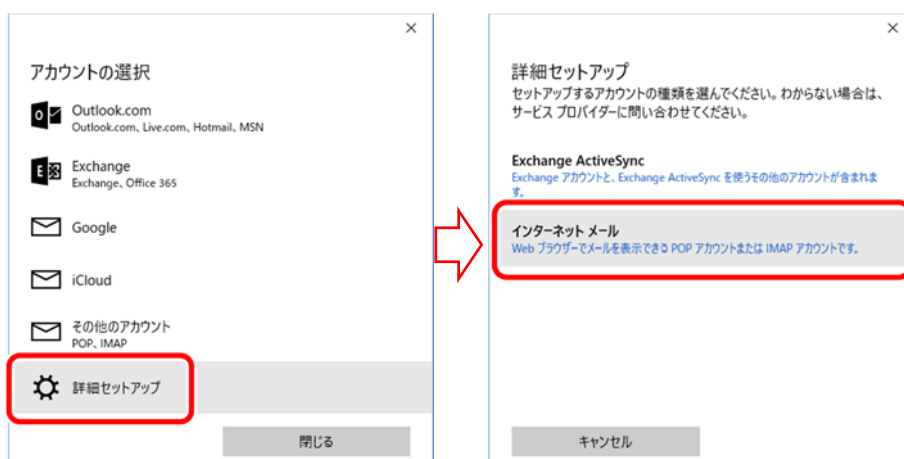 アカウントの選択
Outlook.com
Outlook.com、Live.com、Hotmail、MSN
Exchange
Exchange、Office 365
Google
iCloud
その他のアカウント
POP、IMAP
詳細セットアップ
閉じる
詳細セットアップ
セットアップするアカウントの種類を選んでください。わからない場合は、
サービス プロバイダーに問い合わせてください。
Exchange ActiveSync
Exchange アカウントと、Exchange ActiveSync を使うその他のアカウントが含まれま
す。
インターネット メール
Web ブラウザーでメールを表示できる POP アカウントまたは IMAP アカウントです。
キャンセル